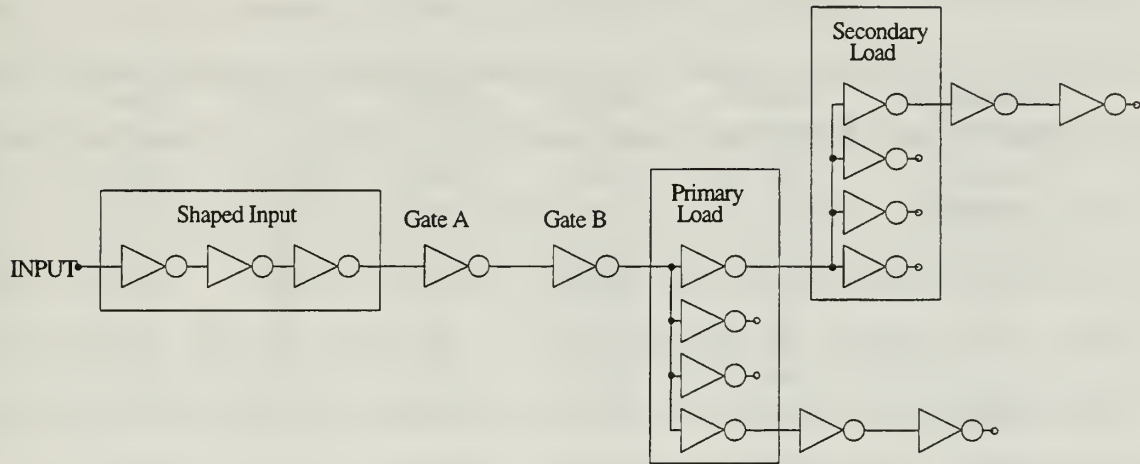 Secondary
Load
Primary
Load
Shaped Input
Gate A
Gate B
INPUT